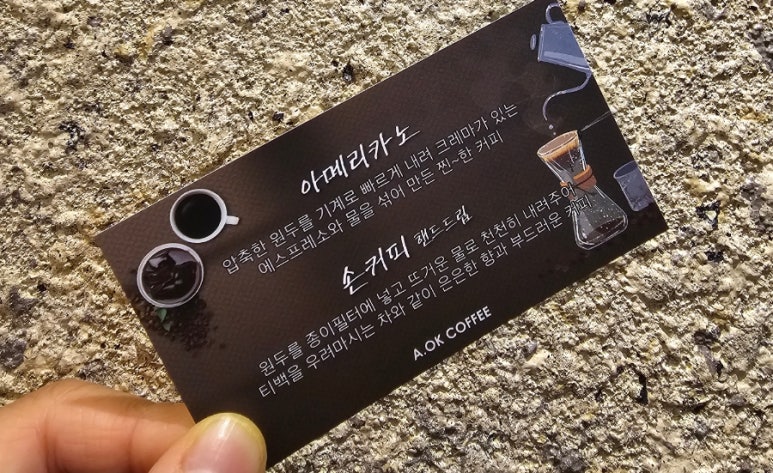 아메리카노
압축한 원두를 기계로 빠르게 내려 크레마가 있는
에스프레소와 물을 섞어 만든 찐~한 커피
손커피 핸드드립
원두를 종이필터에 넣고 뜨거운 물로 천천히 내려주어
티백을 우려마시는 차와 같이 은은한 향과 부드러운 커피
A.OK COFFEE